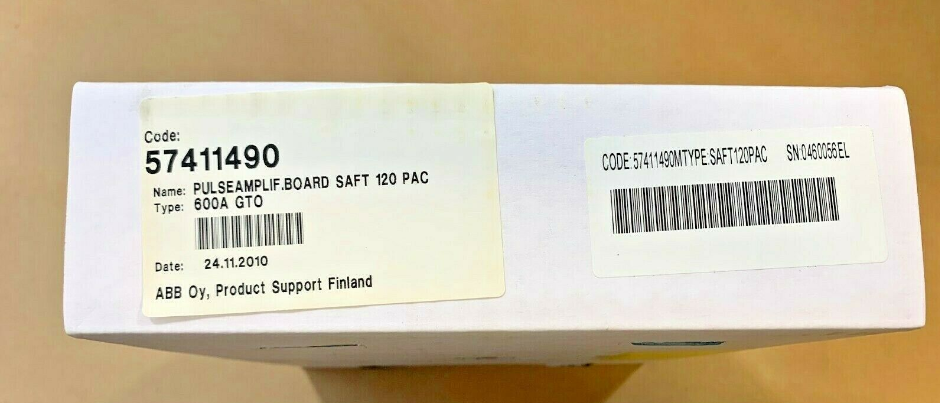 Code:
57411490
Name: PULSEAMPLIF.BOARD SAFT 120 PAC
Type: 600A GTO
Date: 24.11.2010
ABB Oy, Product Support Finland
CODE:57411490MTYPE:SAFT120PAC SN:0460056EL